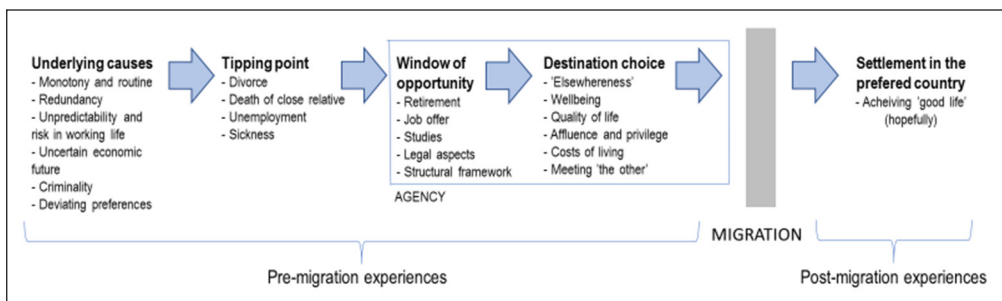 Underlying causes
- Monotony and routine
- Redundancy
- Unpredictability and
risk in working life
- Uncertain economic
future
- Criminality
- Deviating preferences
Tipping point
- Divorce
- Death of close relative
- Unemployment
- Sickness
Window of
opportunity
- Retirement
- Job offer
- Studies
- Legal aspects
- Structural framework
Destination choice
- 'Elsewhereness'
- Wellbeing
- Quality of life
- Affluence and privilege
- Costs of living
- Meeting 'the other'
AGENCY
MIGRATION
Settlement in the
prefered country
- Acheiving 'good life'
(hopefully)
Pre-migration experiences
Post-migration experiences